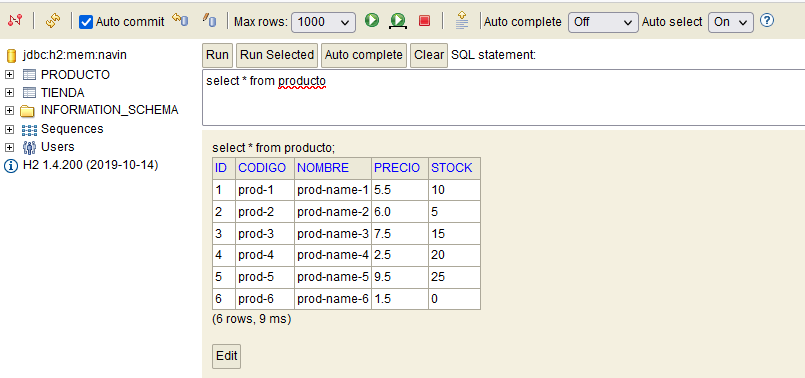 Auto commit Max rows: 1000 Auto complete Off Auto select On
jdbc:h2:mem:navin
PRODUCTO
TIENDA
INFORMATION_SCHEMA
Sequences
Users
H2 1.4.200 (2019-10-14)
Run Run Selected Auto complete Clear SQL statement:
select * from producto
select * from producto;
ID CODIGO NOMBRE PRECIO STOCK
1 prod-1 prod-name-1 5.5 10
2 prod-2 prod-name-2 6.0 5
3 prod-3 prod-name-3 7.5 15
4 prod-4 prod-name-4 2.5 20
5 prod-5 prod-name-5 9.5 25
6 prod-6 prod-name-6 1.5 0
(6 rows, 9 ms)
Edit